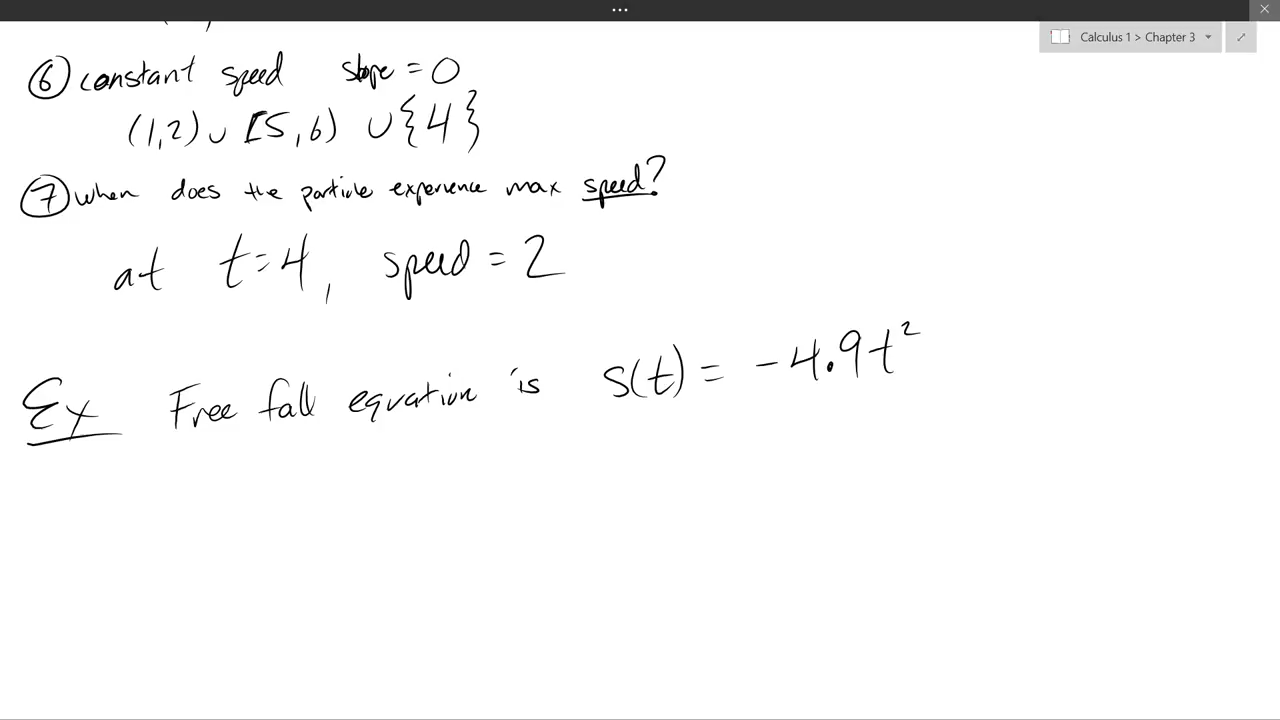 Calculus 1 > Chapter 3
⑥ constant speed slope = 0
(1,2) ∪ [5,6) ∪ {4}
⑦ when does the particle experience max speed?
at t=4, speed = 2
Ex Free fall equation is s(t) = -4.9t²